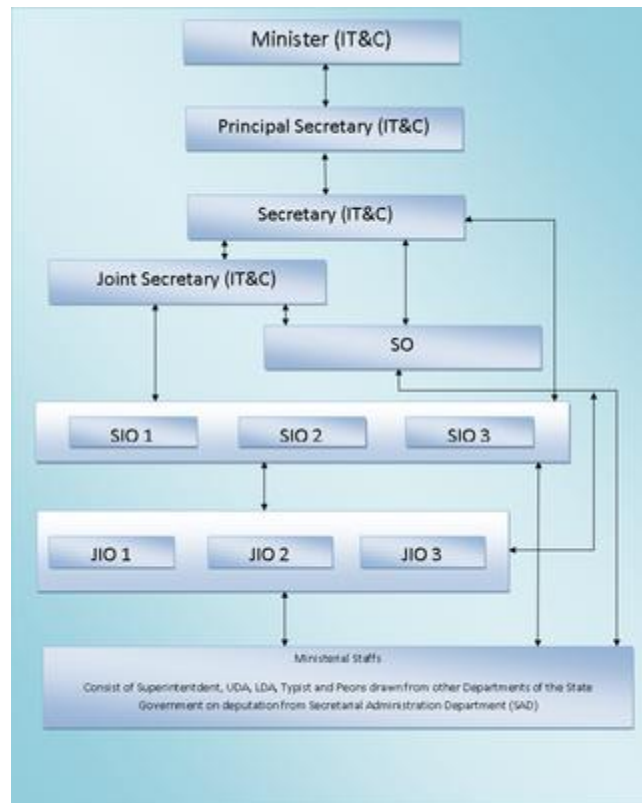 Minister (IT&C)
Principal Secretary (IT&C)
Secretary (IT&C)
Joint Secretary (IT&C)
SO
SIO 1
SIO 2
SIO 3
JIO 1
JIO 2
JIO 3
Ministerial Staffs
Consist of Superintentdent, UDA, LDA, Typist and Peons drawn from other Departments of the State
Government on deputation from Secretarial Administration Department (SAD)